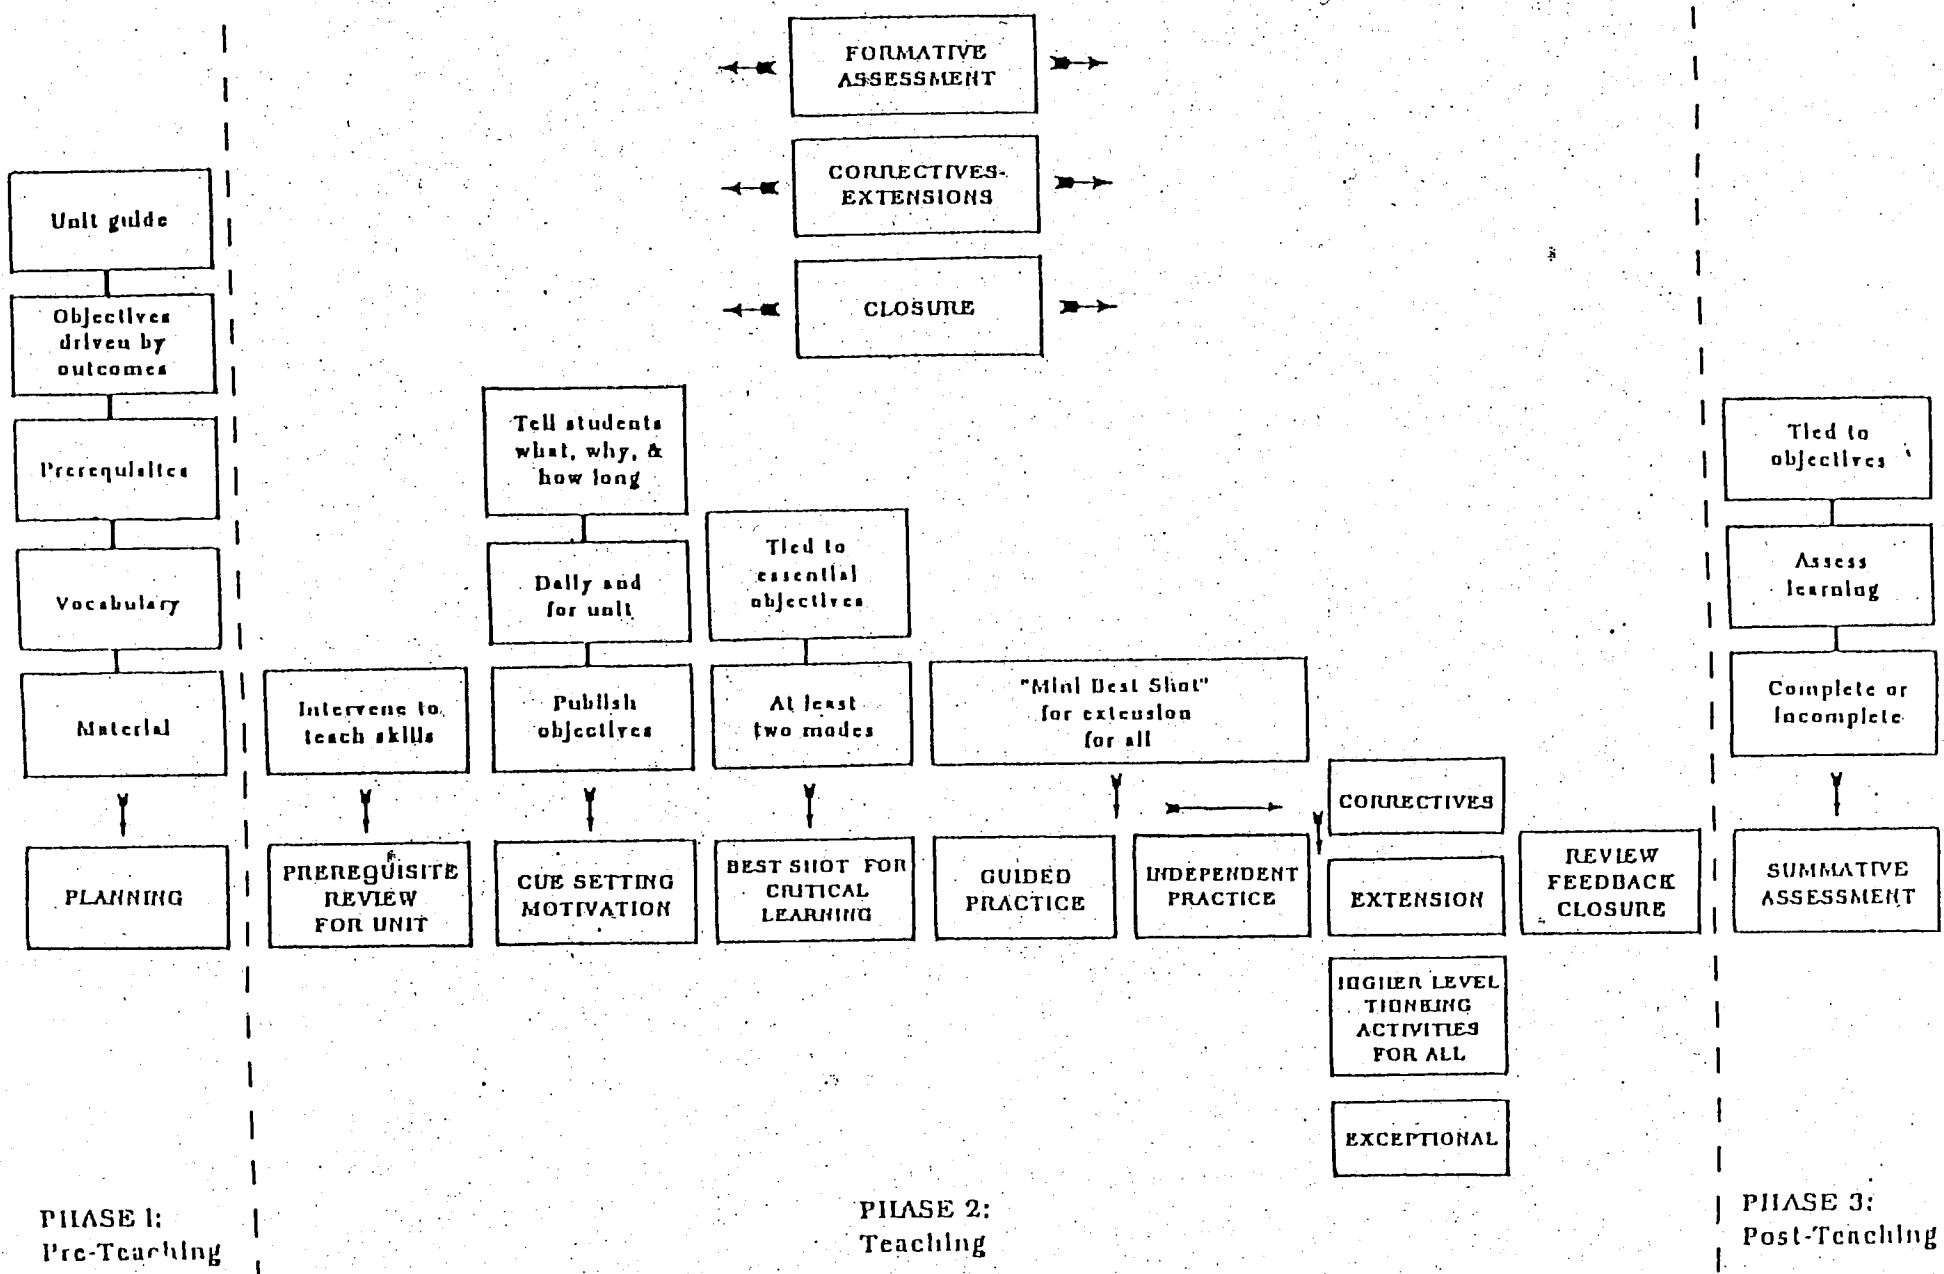 FORMATIVE
ASSESSMENT
CORRECTIVES-
EXTENSIONS
CLOSURE
Unit guide
Objectives
driven by
outcomes
Prerequisites
Vocabulary
Material
PLANNING
Intervene to
teach skills
PREREQUISITE
REVIEW
FOR UNIT
Tell students
what, why, &
how long
Daily and
for unit
Publish
objectives
CUE SETTING
MOTIVATION
Tied to
essential
objectives
At least
two modes
BEST SHOT FOR
CRITICAL
LEARNING
"Mini Best Shot"
for extension
for all
GUIDED
PRACTICE
INDEPENDENT
PRACTICE
CORRECTIVES
EXTENSION
HIGHER LEVEL
THINKING
ACTIVITIES
FOR ALL
EXCEPTIONAL
REVIEW
FEEDBACK
CLOSURE
Tied to
objectives
Assess
learning
Complete or
Incomplete
SUMMATIVE
ASSESSMENT
PHASE 1:
Pre-Teaching
PHASE 2:
Teaching
PHASE 3:
Post-Teaching